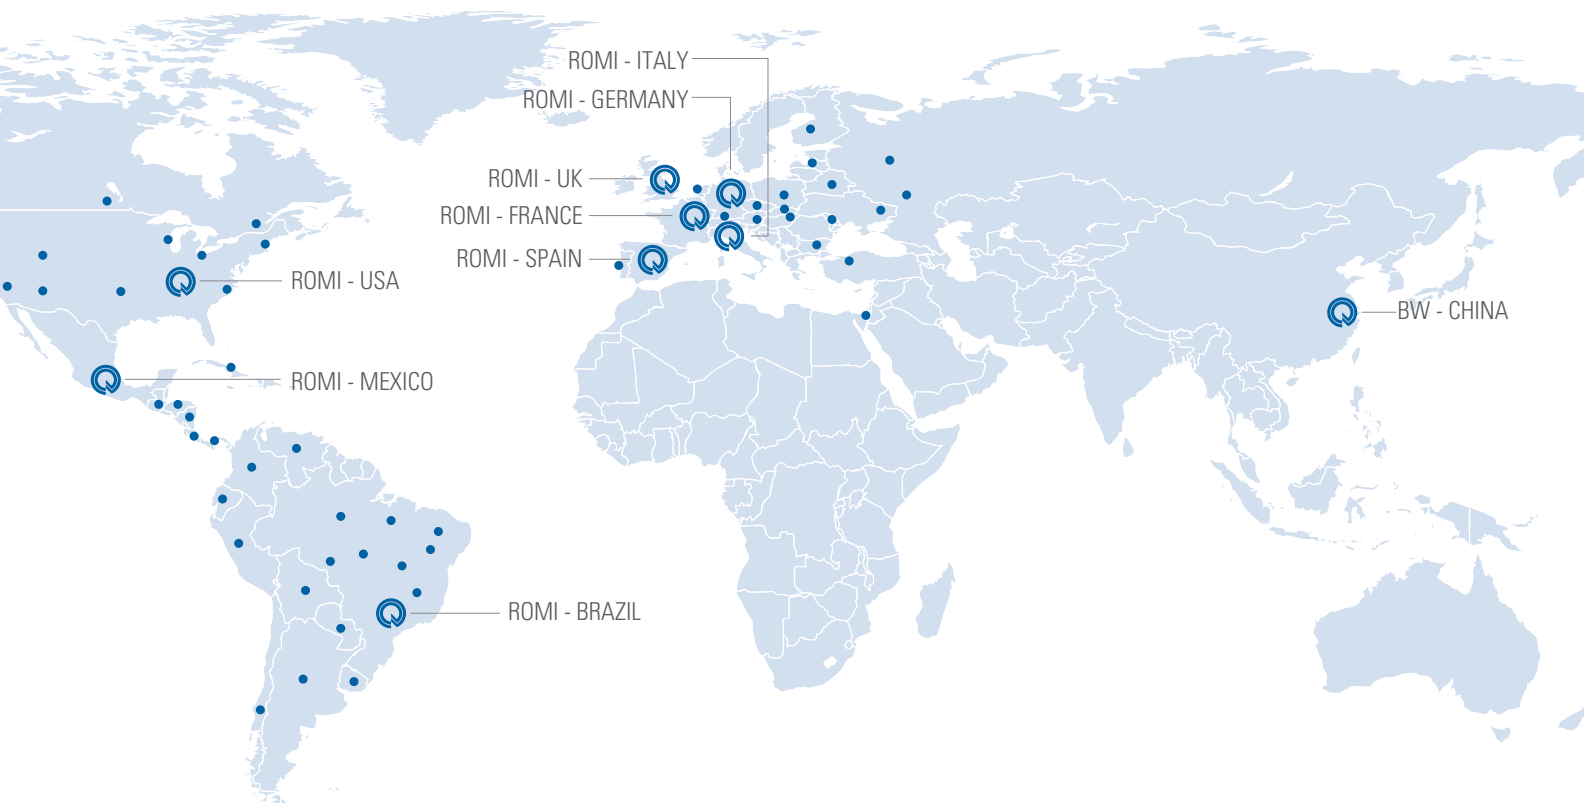 ROMI - ITALY
ROMI - GERMANY
ROMI - UK
ROMI - FRANCE
ROMI - SPAIN
ROMI - USA
BW - CHINA
ROMI - MEXICO
ROMI - BRAZIL